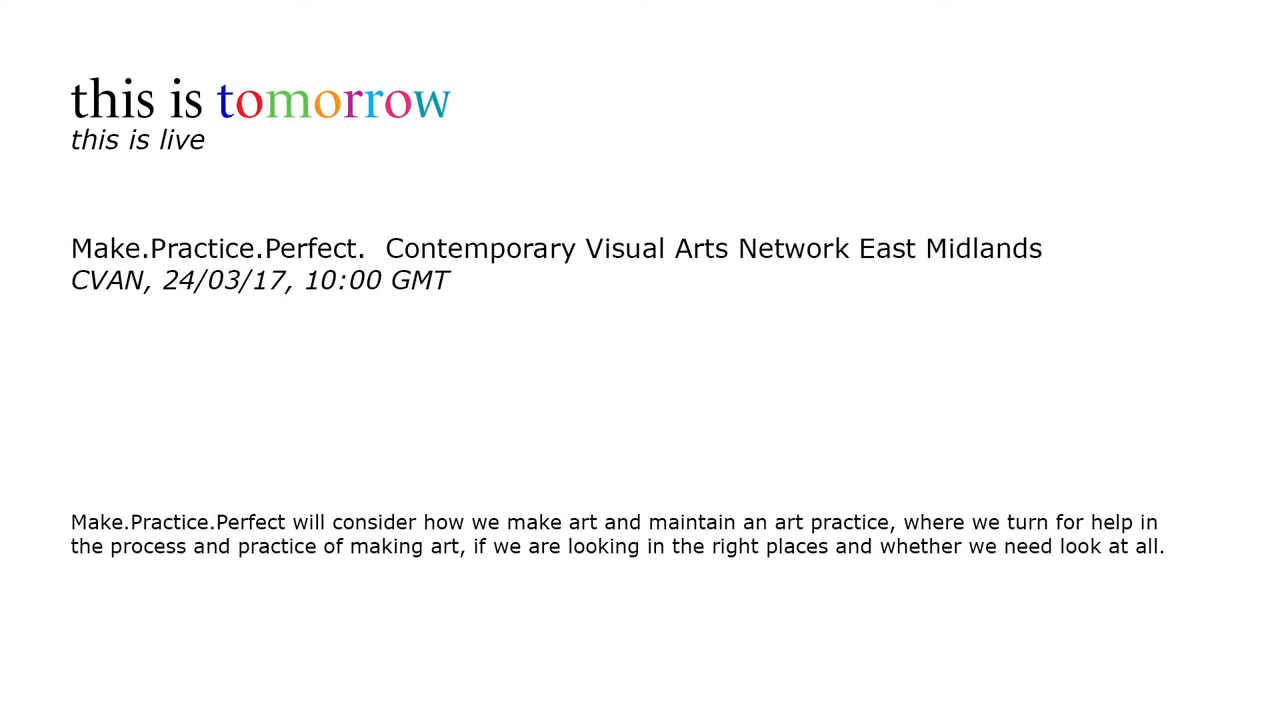 this is tomorrow
this is live
Make.Practice.Perfect.  Contemporary Visual Arts Network East Midlands
CVAN, 24/03/17, 10:00 GMT
Make.Practice.Perfect will consider how we make art and maintain an art practice, where we turn for help in
the process and practice of making art, if we are looking in the right places and whether we need look at all.